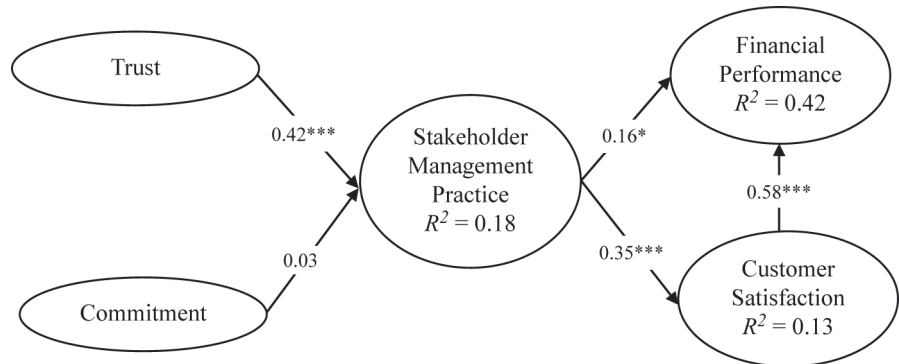 Trust
Commitment
0.42***
0.03
Stakeholder
Management
Practice
R² = 0.18
0.16*
0.35***
Financial
Performance
R² = 0.42
0.58***
Customer
Satisfaction
R² = 0.13